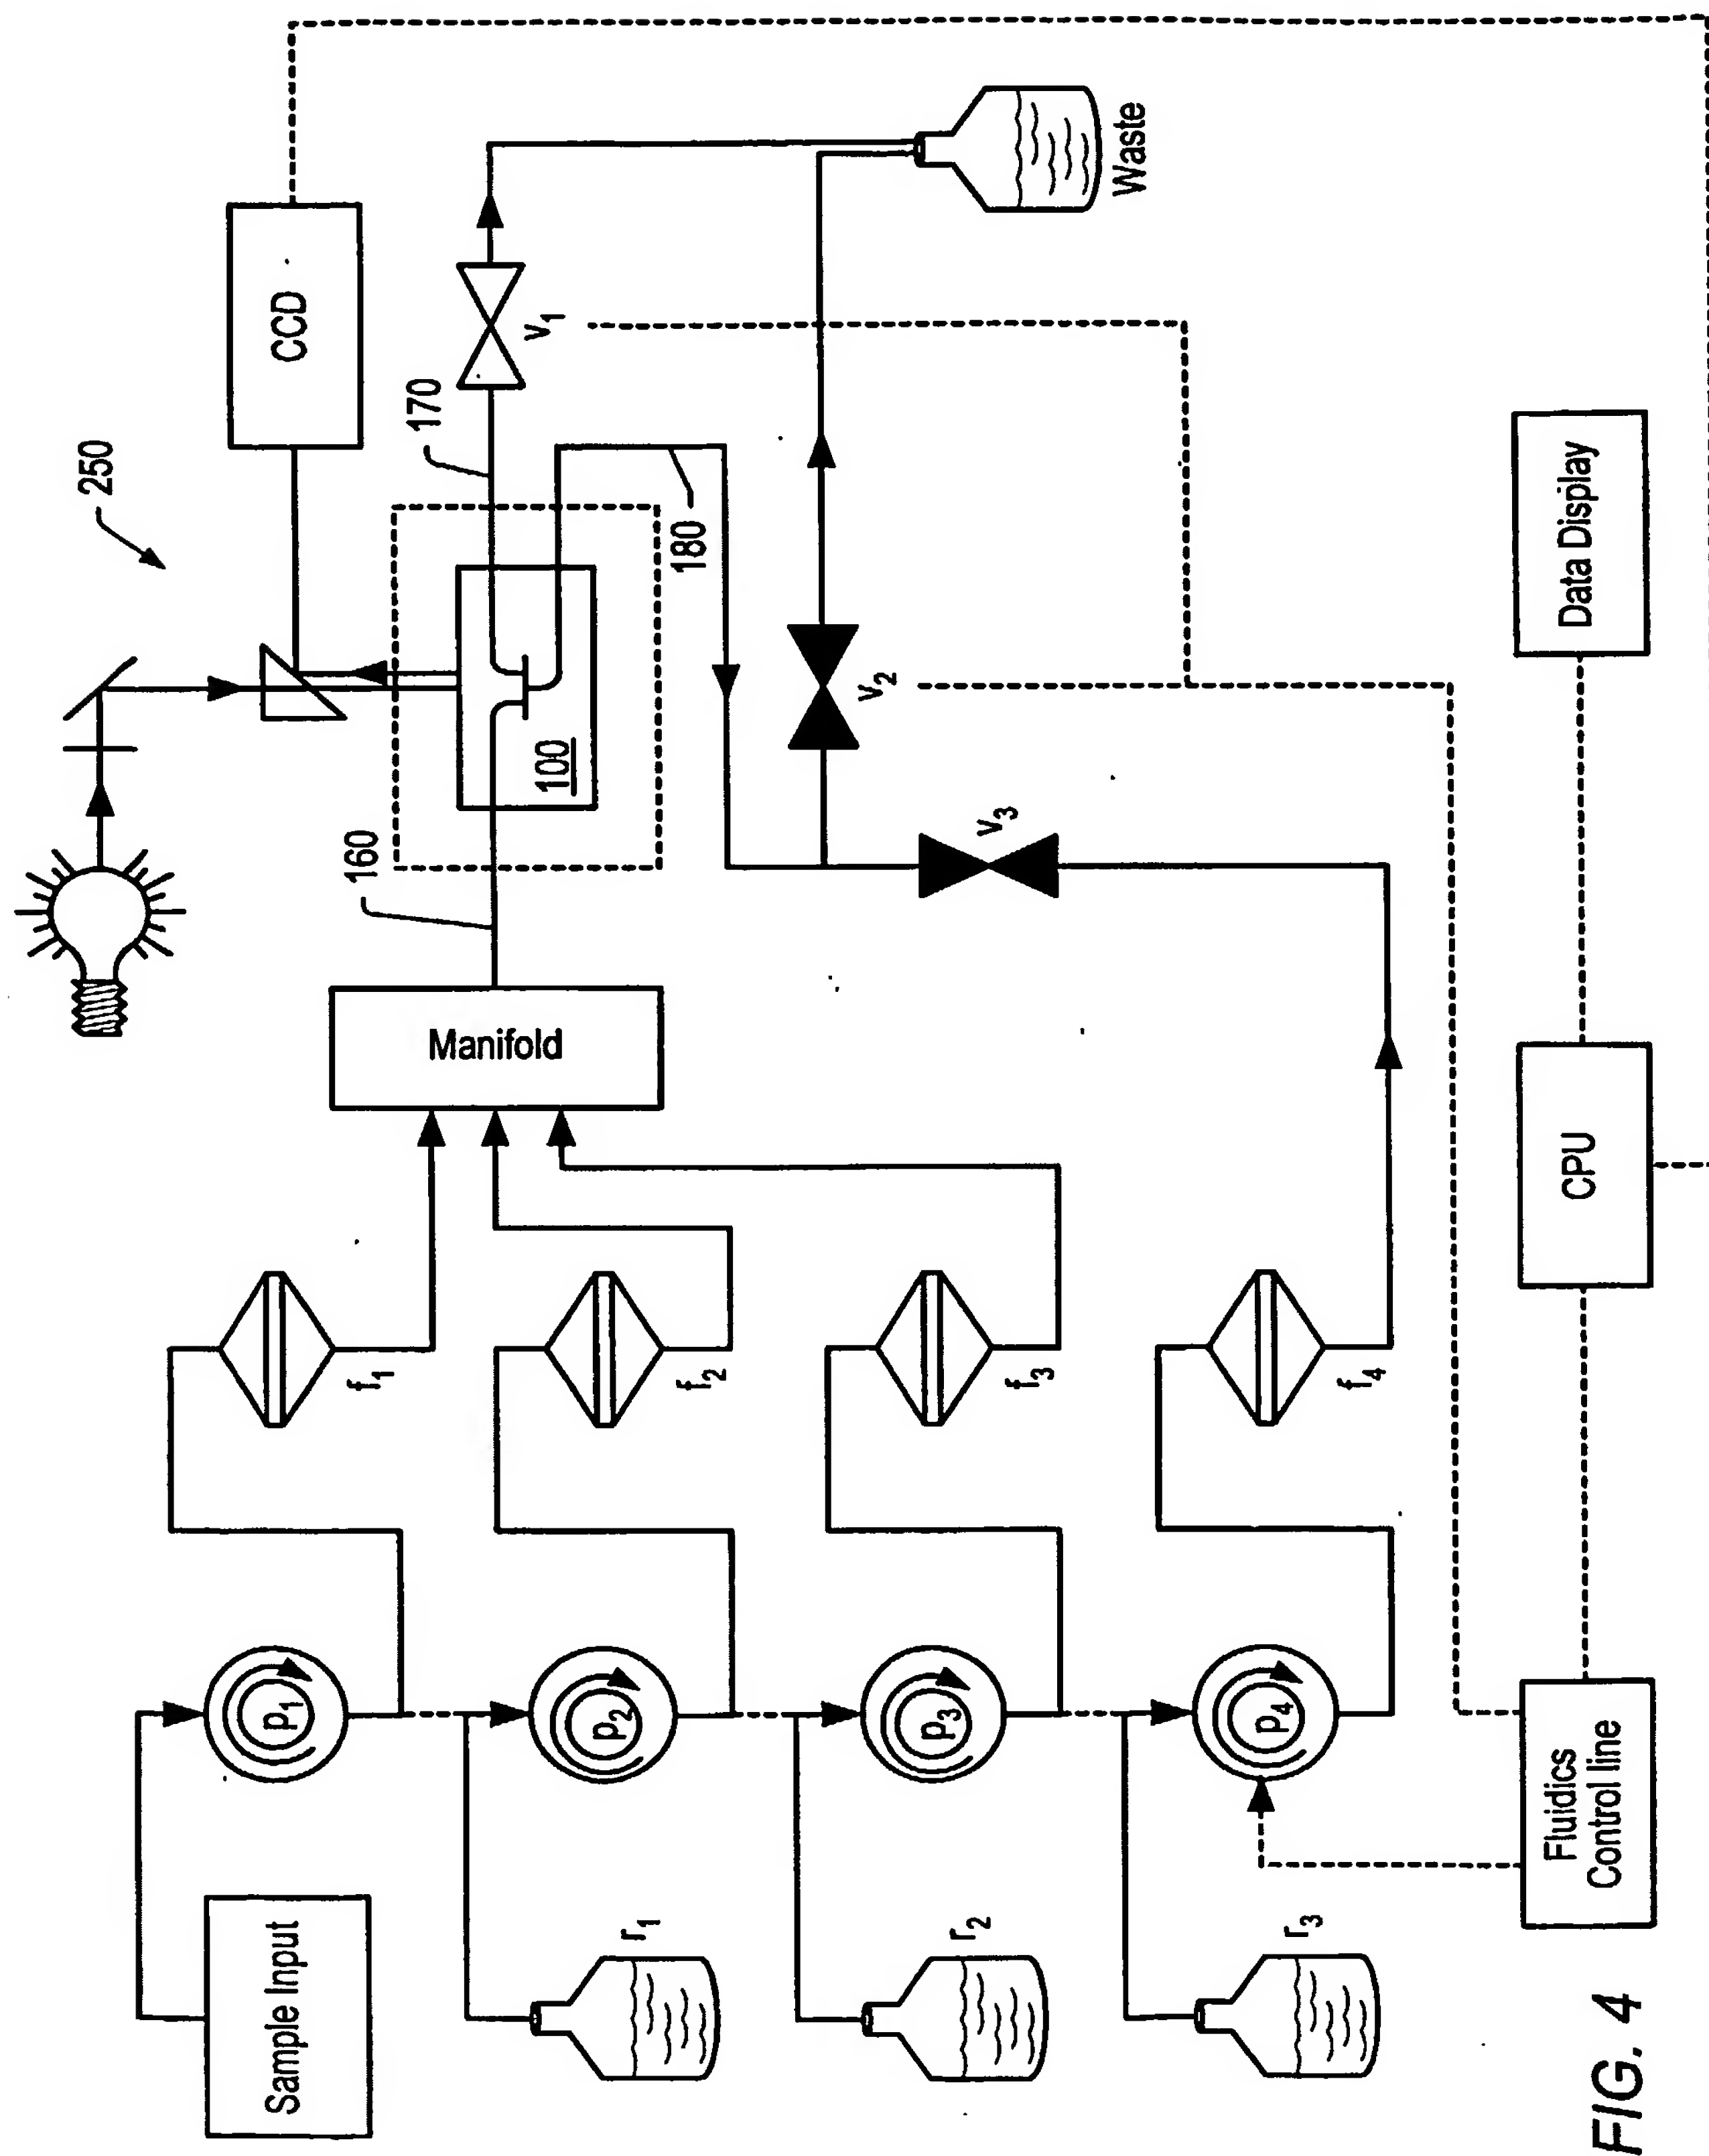 250
CCD
170
V1
160
100
180
V2
V3
Waste
Manifold
f1
f2
f3
f4
p1
p2
p3
p4
Sample Input
r1
r2
r3
Fluidics
Control line
CPU
Data Display
FIG. 4